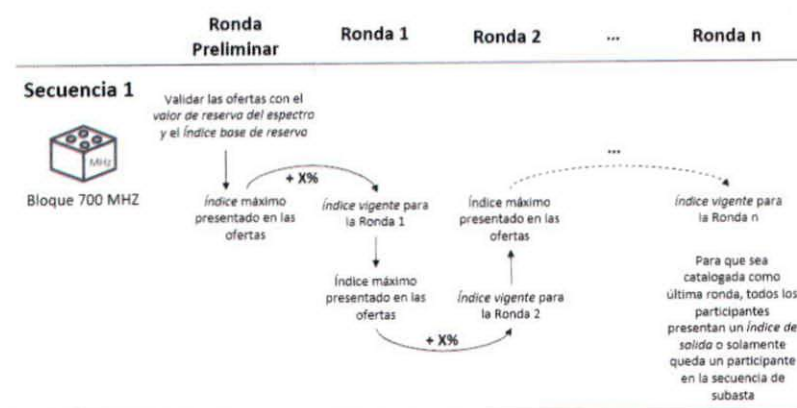 Ronda
Preliminar
Ronda 1
Ronda 2
...
Ronda n
Secuencia 1
MHz
Bloque 700 MHZ
Validar las ofertas con el
valor de reserva del espectro
y el Índice base de reserva
+ X%
Índice máximo
presentado en las
ofertas
Índice vigente para
la Ronda 1
Índice máximo
presentado en las
ofertas
+ X%
Índice máximo
presentado en las
ofertas
Índice vigente para
la Ronda 2
...
Índice vigente para
la Ronda n
Para que sea
catalogada como
última ronda, todos los
participantes
presentan un Índice de
salida o solamente
queda un participante
en la secuencia de
subasta